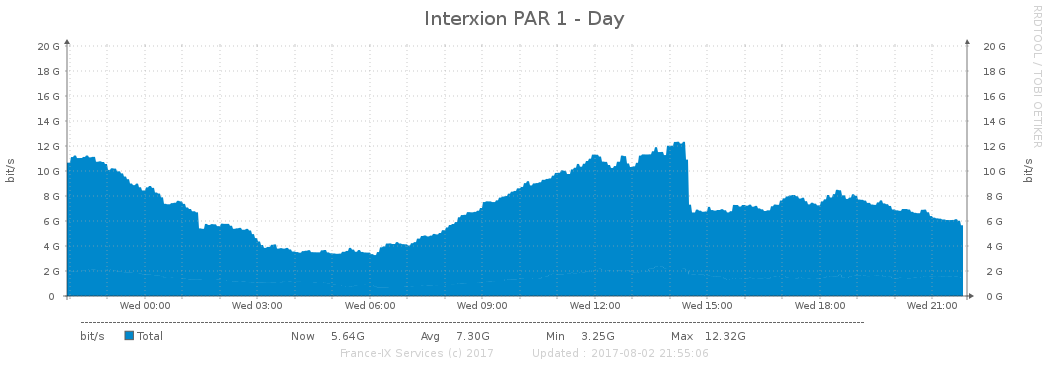 Interxion PAR 1 - Day
RRDTOOL / TOBI OETIKER
bit/s
bit/s
20 G 20 G
18 G 18 G
16 G 16 G
14 G 14 G
12 G 12 G
10 G 10 G
8 G 8 G
6 G 6 G
4 G 4 G
2 G 2 G
0 0 G
Wed 00:00 Wed 03:00 Wed 06:00 Wed 09:00 Wed 12:00 Wed 15:00 Wed 18:00 Wed 21:00
bit/s Total Now 5.64G Avg 7.30G Min 3.25G Max 12.32G
France-IX Services (c) 2017 Updated : 2017-08-02 21:55:06